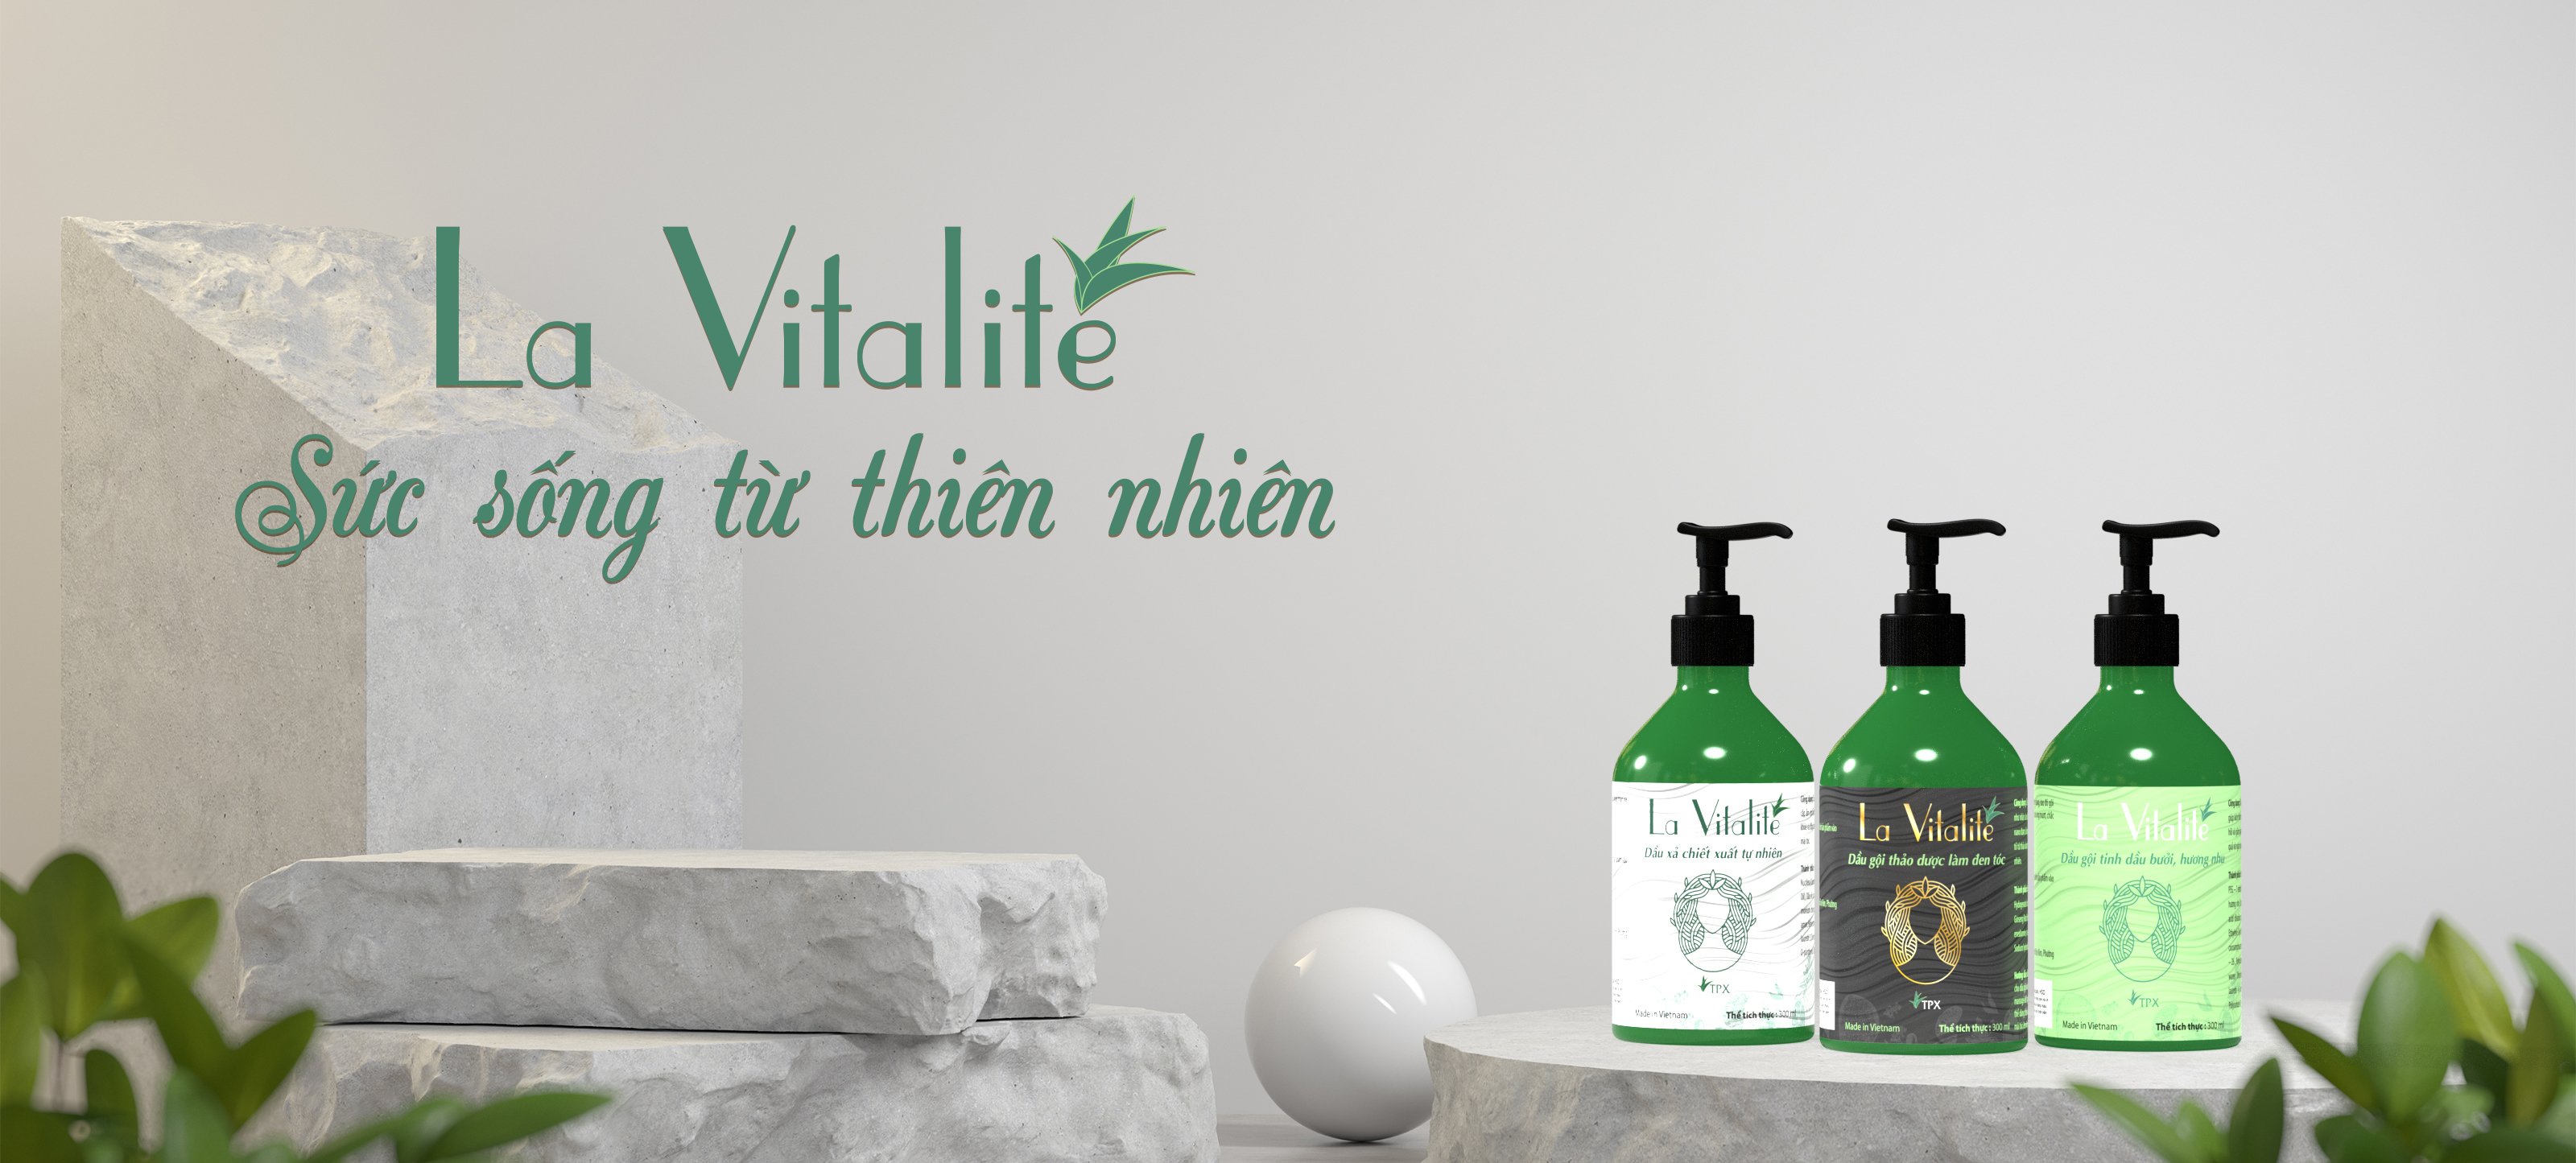 La Vitalité
Sức sống từ thiên nhiên
La Vitalité
Dầu xả chiết xuất tự nhiên
TPX
Made in Vietnam
Thể tích thực: 300 ml
La Vitalité
Dầu gội thảo dược làm đen tóc
TPX
Made in Vietnam
Thể tích thực: 300 ml
La Vitalité
Dầu gội tinh dầu bưởi, hương nhu
TPX
Made in Vietnam
Thể tích thực: 300 ml